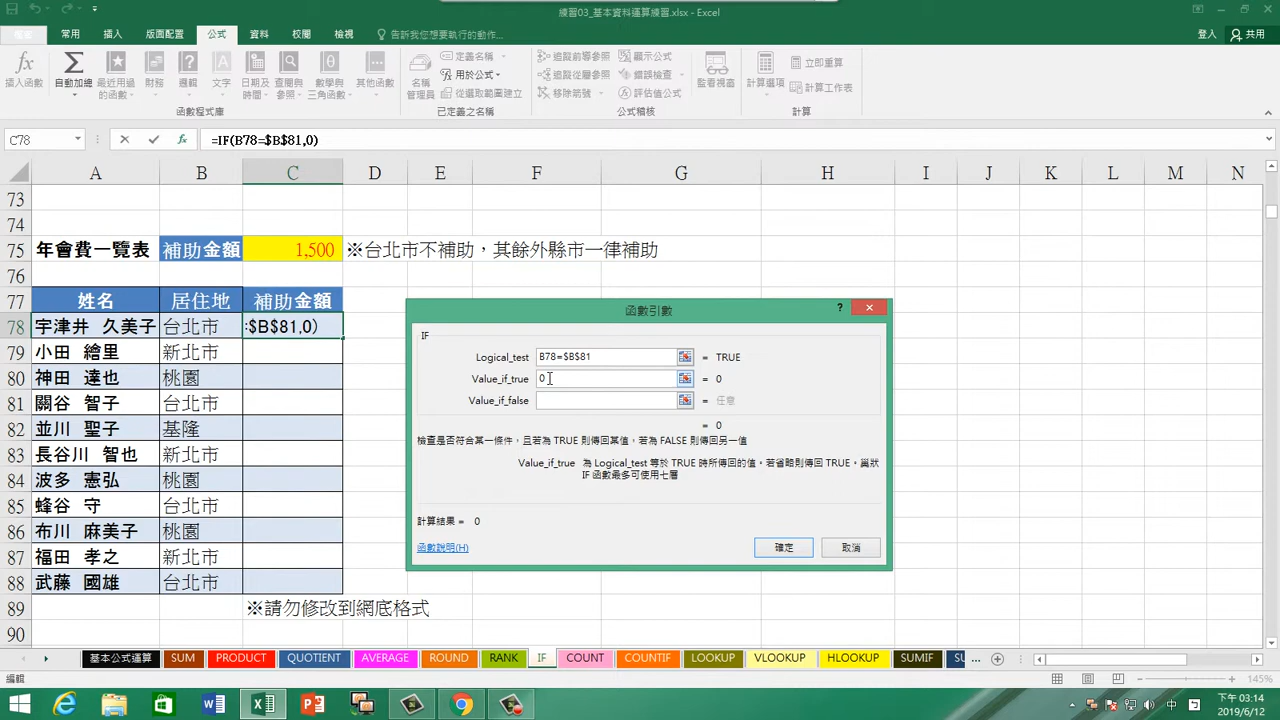 練習03_基本資料運算練習.xlsx - Excel
常用 插入 版面配置 公式 資料 校閱 檢視 告訴我您想要執行的動作... 登入 共用
插入函數 自動加總 最近用過的函數 財務 邏輯 文字 日期及時間 查閱與參照 數學與三角函數 其他函數 名稱管理員 定義名稱 用於公式 從選取範圍建立 追蹤前導參照 追蹤從屬參照 移除箭號 顯示公式 錯誤檢查 評估值公式 監看視窗 計算選項 立即重算 計算工作表
函數程式庫 已定義之名稱 公式稽核 計算
C78 fx =IF(B78=$B$81,0)
A B C D E F G H I J K L M N
73
74
75 年會費一覽表 補助金額 1,500 ※台北市不補助，其餘外縣市一律補助
76
77 姓名 居住地 補助金額
78 宇津井 久美子 台北市 :$B$81,0)
79 小田 繪里 新北市
80 神田 達也 桃園
81 關谷 智子 台北市
82 並川 聖子 基隆
83 長谷川 智也 新北市
84 波多 憲弘 桃園
85 蜂谷 守 台北市
86 布川 麻美子 桃園
87 福田 孝之 新北市
88 武藤 國雄 台北市
89 ※請勿修改到網底格式
90
函數引數 ?
IF
Logical_test B78=$B$81 = TRUE
Value_if_true 0 = 0
Value_if_false = 任意
= 0
檢查是否符合某一條件，且若為 TRUE 則傳回某值，若為 FALSE 則傳回另一值
Value_if_true 為 Logical_test 等於 TRUE 時所傳回的值。若省略則傳回 TRUE。巢狀
IF 函數最多可使用七層
計算結果 = 0
函數說明(H) 確定 取消
基本公式運算 SUM PRODUCT QUOTIENT AVERAGE ROUND RANK IF COUNT COUNTIF LOOKUP VLOOKUP HLOOKUP SUMIF SU ...
編輯 145%
中 下午 03:14
2019/6/12